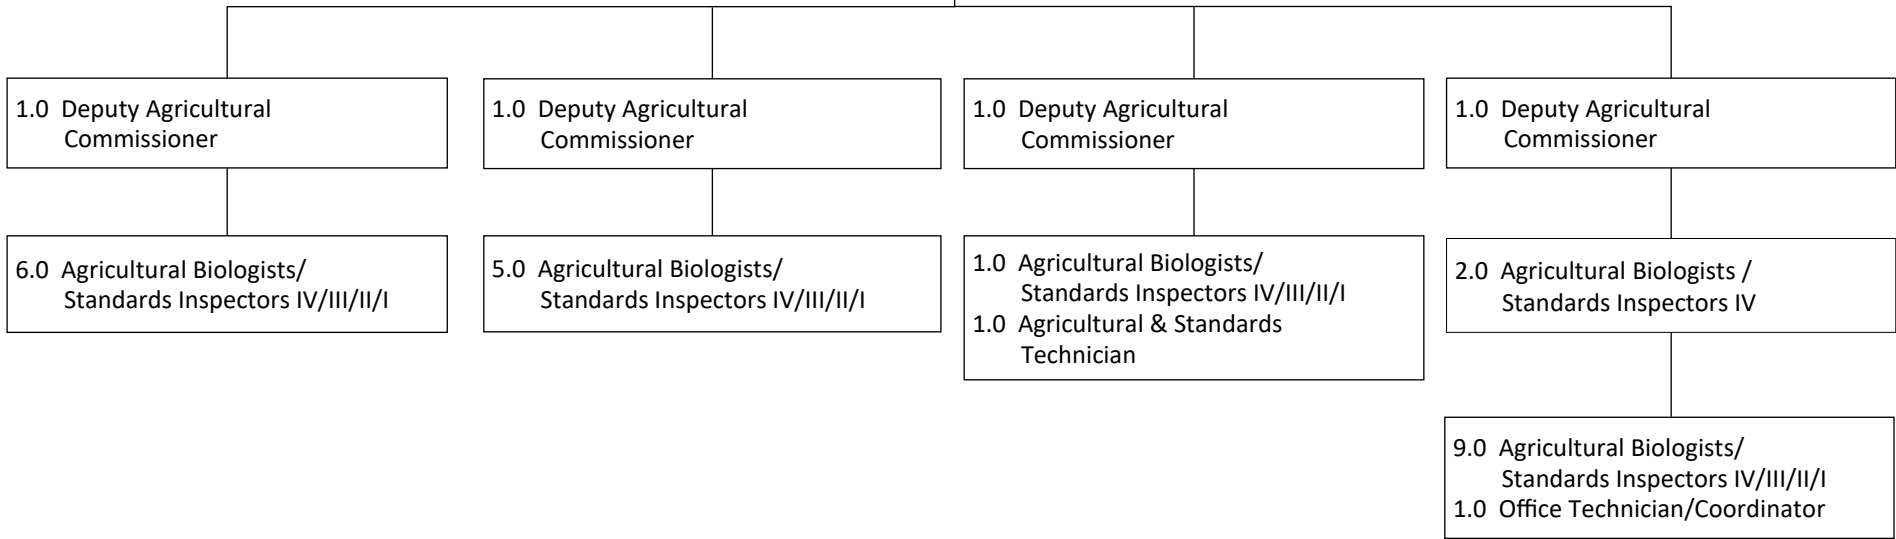 1.0 Deputy Agricultural
Commissioner
1.0 Deputy Agricultural
Commissioner
1.0 Deputy Agricultural
Commissioner
1.0 Deputy Agricultural
Commissioner
6.0 Agricultural Biologists/
Standards Inspectors IV/III/II/I
5.0 Agricultural Biologists/
Standards Inspectors IV/III/II/I
1.0 Agricultural Biologists/
Standards Inspectors IV/III/II/I
1.0 Agricultural & Standards
Technician
2.0 Agricultural Biologists /
Standards Inspectors IV
9.0 Agricultural Biologists/
Standards Inspectors IV/III/II/I
1.0 Office Technician/Coordinator